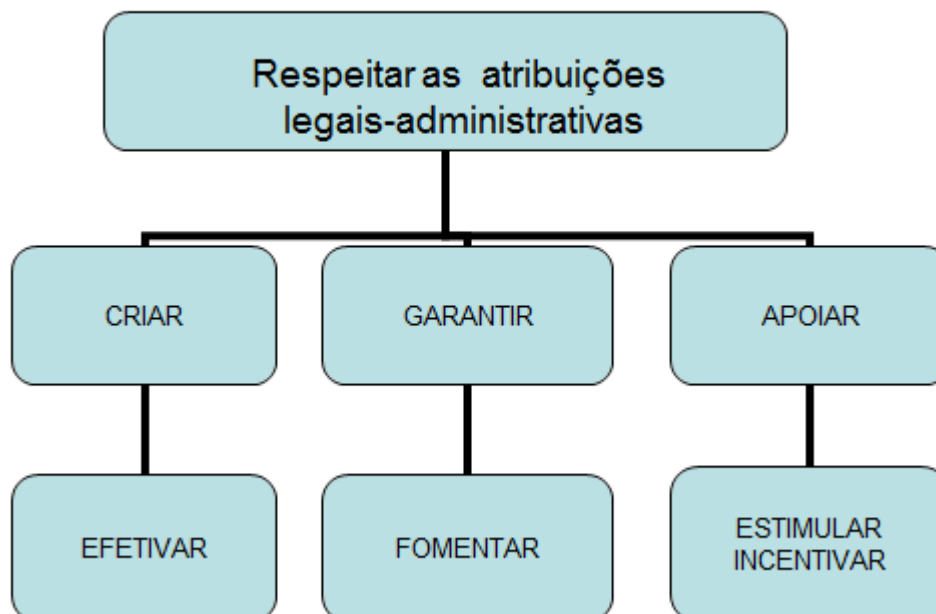 Respeitar as atribuições
legais-administrativas
CRIAR
GARANTIR
APOIAR
EFETIVAR
FOMENTAR
ESTIMULAR
INCENTIVAR